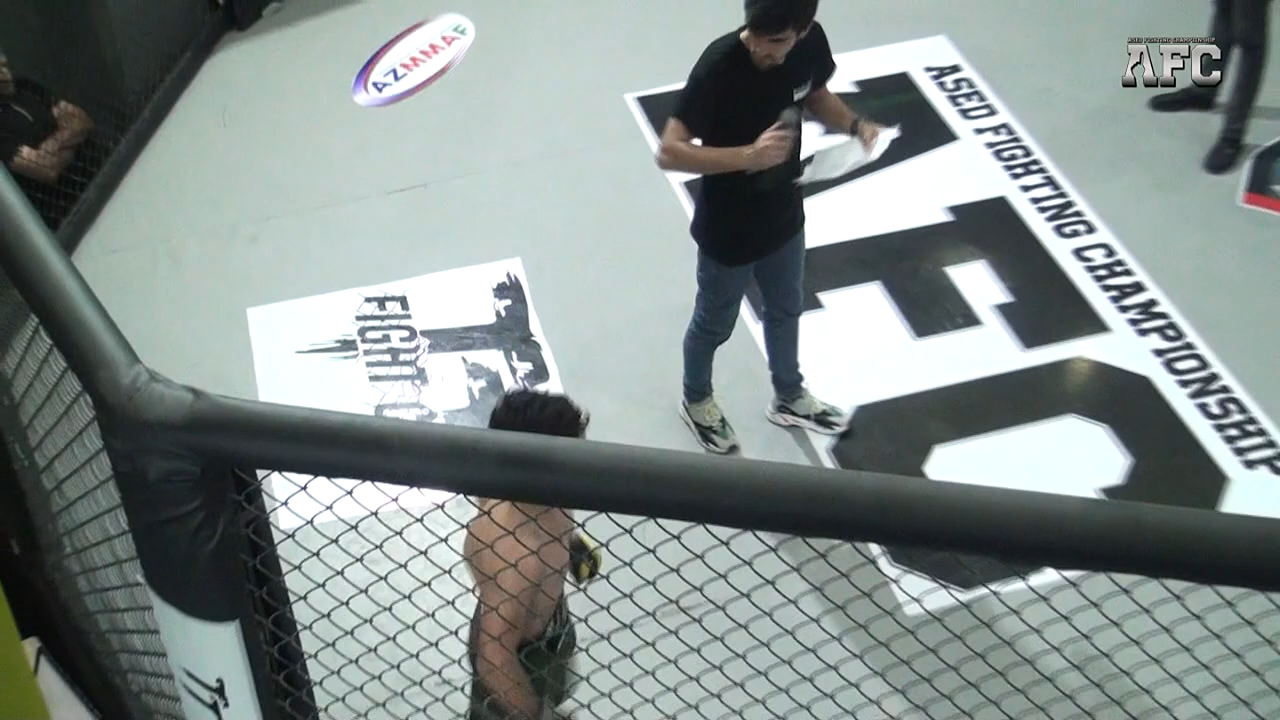 AZMMAF
ASED FIGHTING CHAMPIONSHIP
AFC
ASED FIGHTING CHAMPIONSHIP
AFC
FIGHT